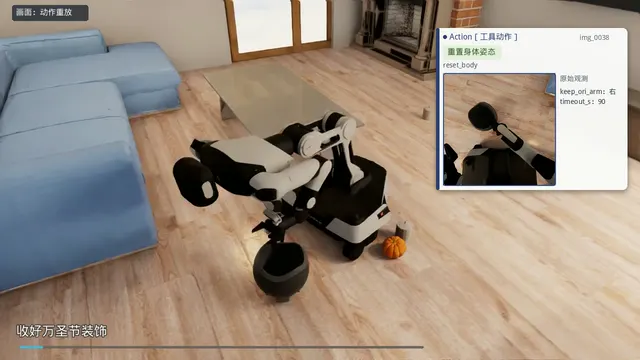 画面：动作重放
Action [ 工具动作 ]
img_0038
重置身体姿态
reset_body
原始观测
keep_ori_arm: 右
timeout_s: 90
收好万圣节装饰